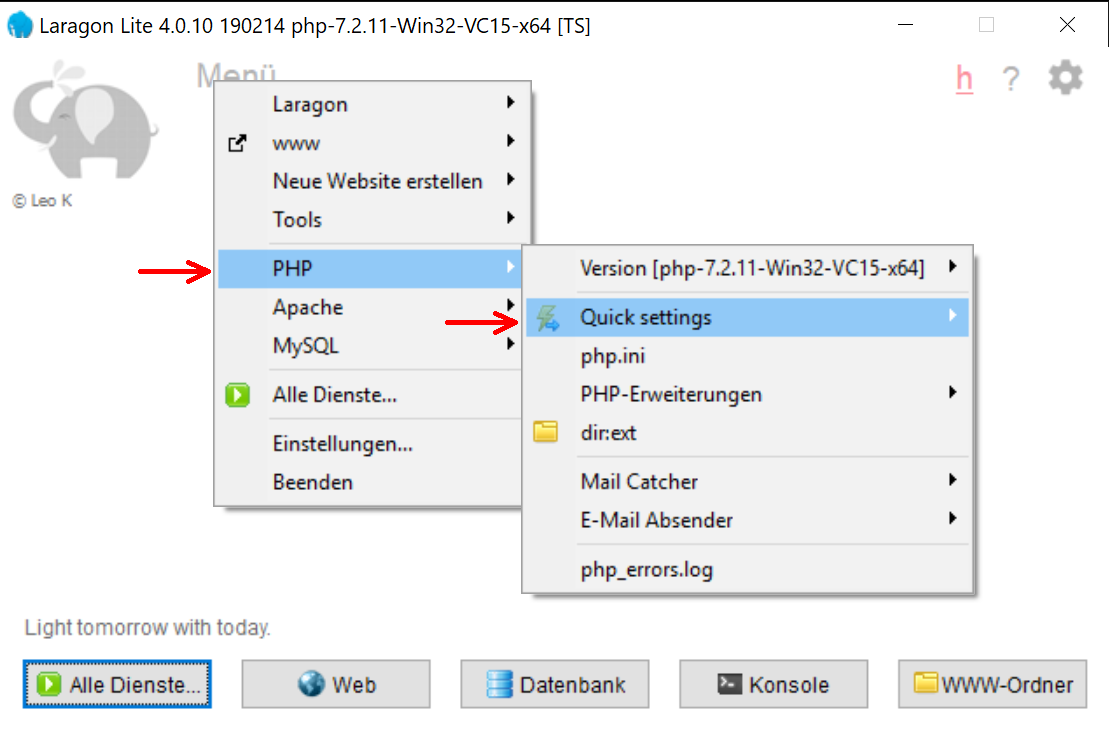 Laragon Lite 4.0.10 190214 php-7.2.11-Win32-VC15-x64 [TS]
Menü
h ?
© Leo K
Laragon
www
Neue Website erstellen
Tools
PHP
Apache
MySQL
Alle Dienste...
Einstellungen...
Beenden
Version [php-7.2.11-Win32-VC15-x64]
Quick settings
php.ini
PHP-Erweiterungen
dir:ext
Mail Catcher
E-Mail Absender
php_errors.log
Light tomorrow with today.
Alle Dienste...
Web
Datenbank
Konsole
WWW-Ordner